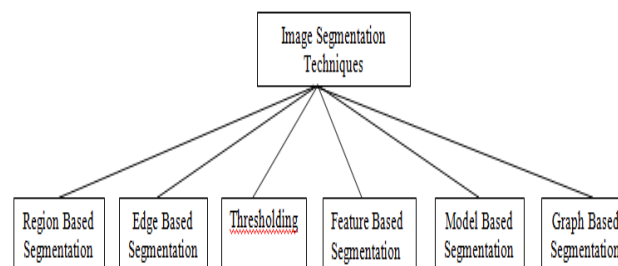 Image Segmentation
Techniques
Region Based
Segmentation
Edge Based
Segmentation
Thresholding
Feature Based
Segmentation
Model Based
Segmentation
Graph Based
Segmentation